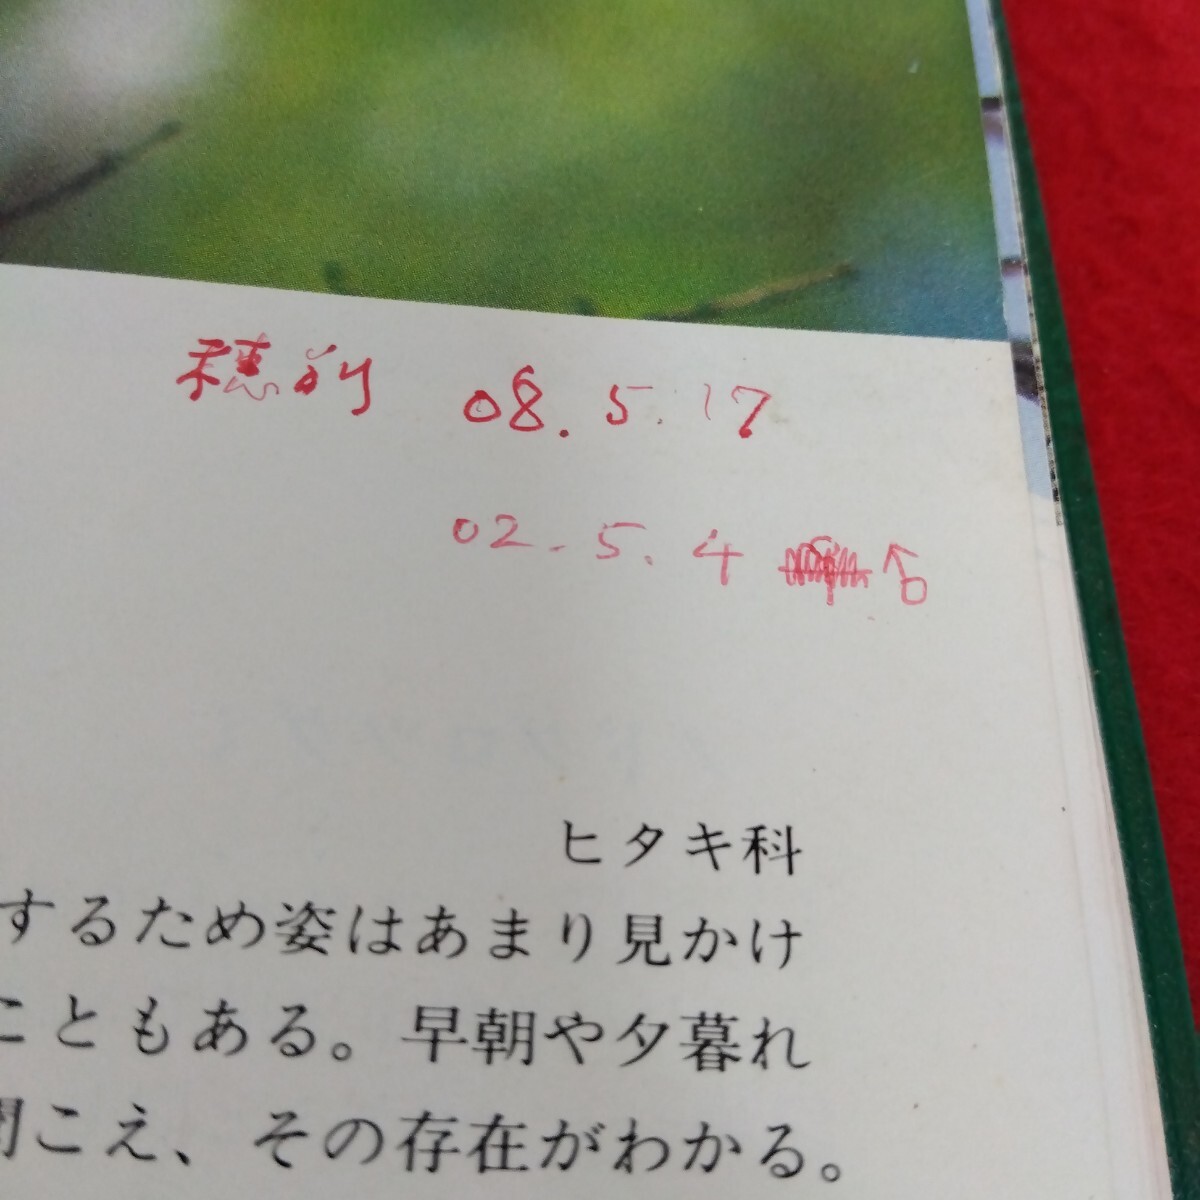 穂別 08.5.17
02.5.4 ♂
ヒタキ科
するため姿はあまり見かけ
こともある。早朝や夕暮れ
聞こえ、その存在がわかる。